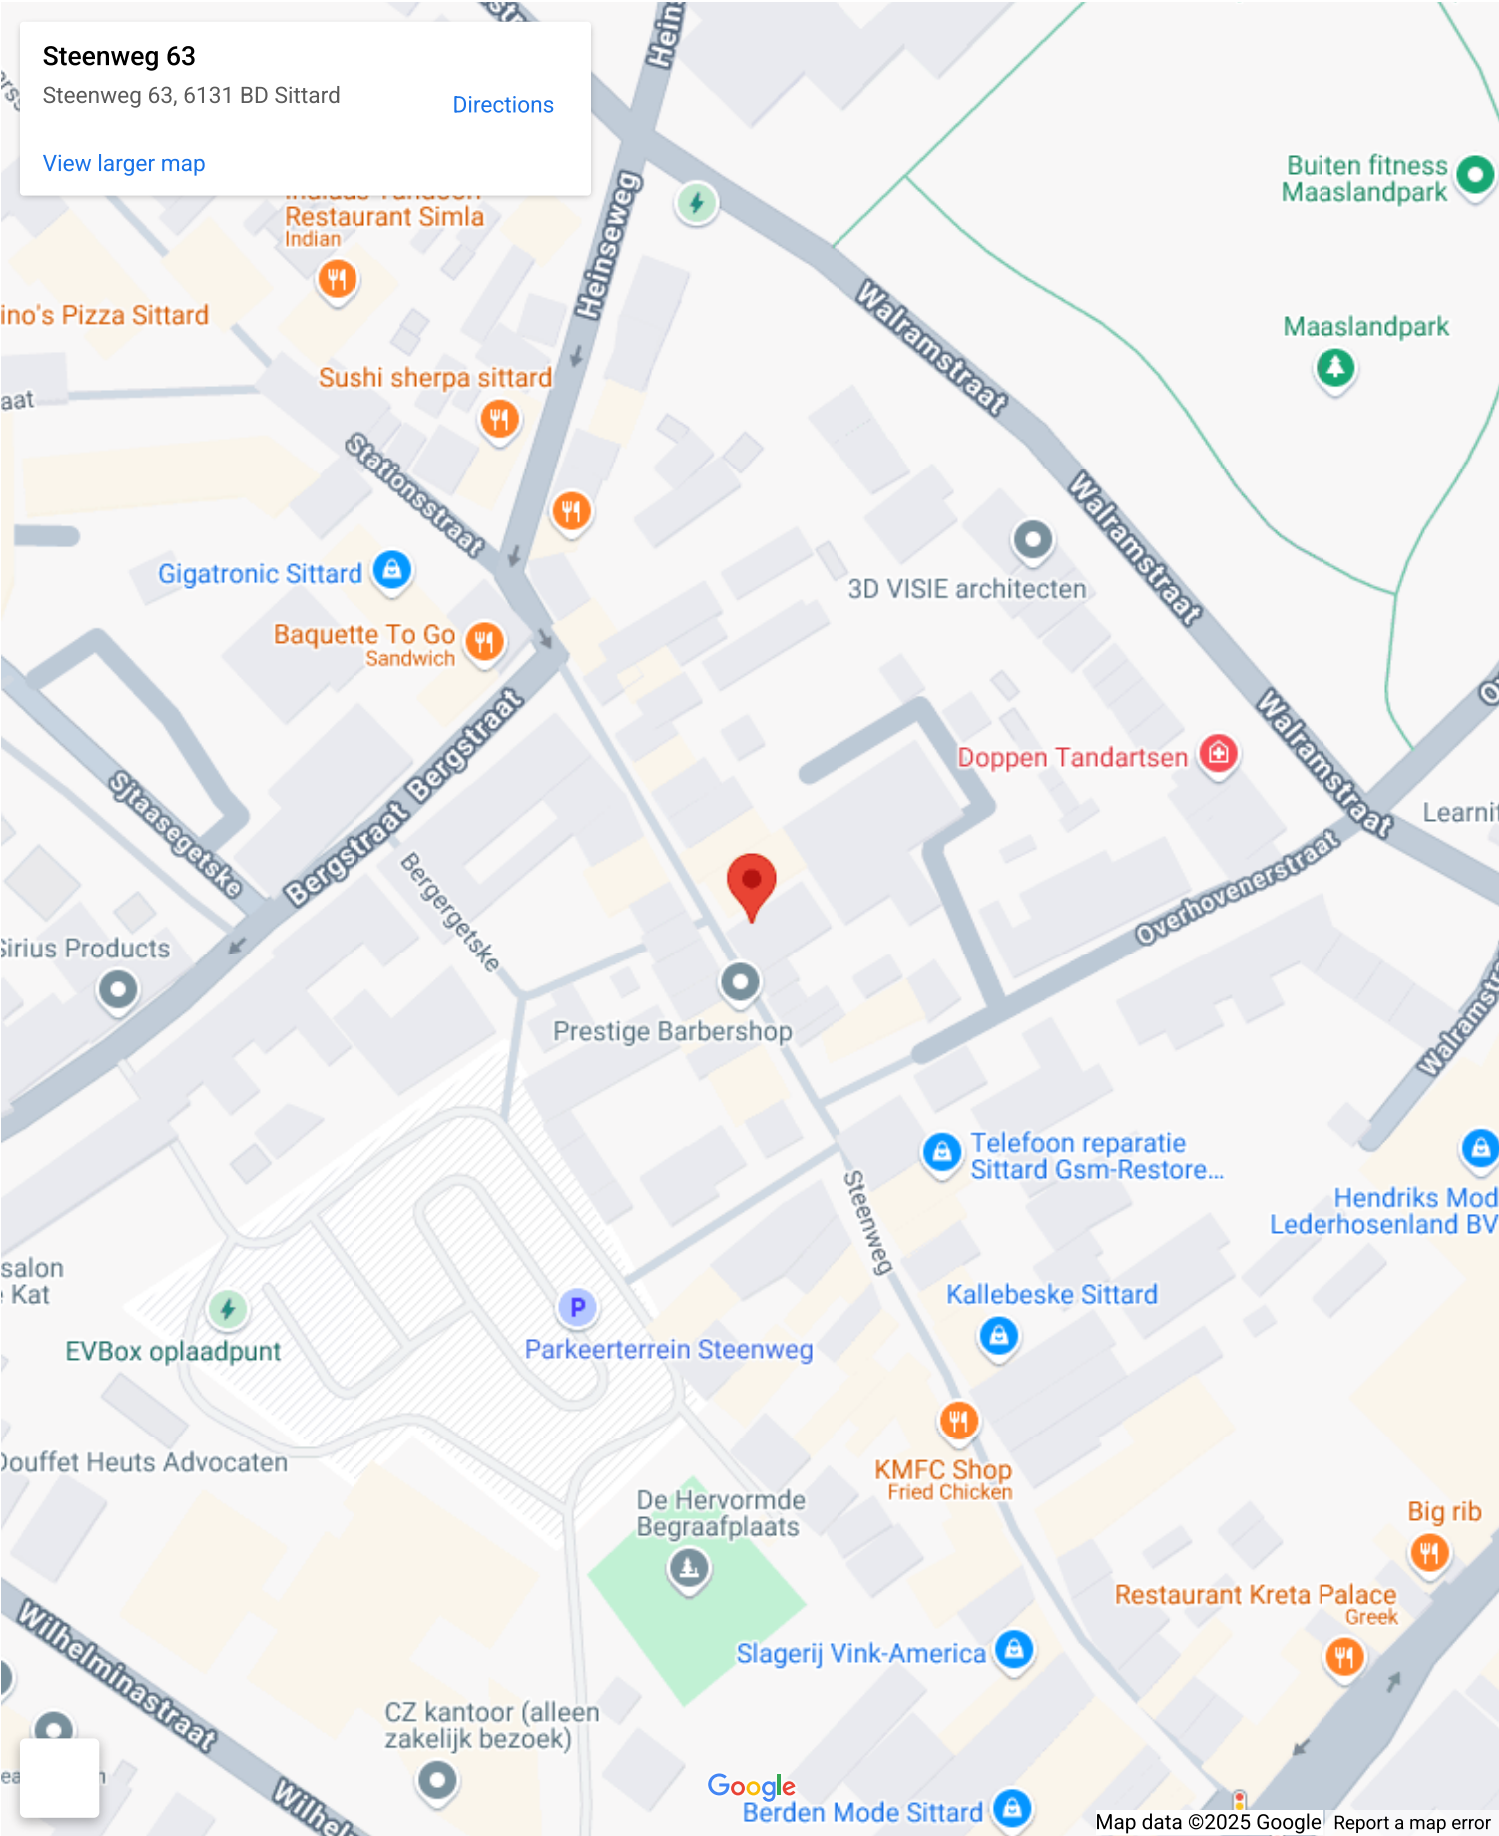 Steenweg 63
Steenweg 63, 6131 BD Sittard
Directions
View larger map
Restaurant Simla
Indian
Heinseweg
Buiten fitness
Maaslandpark
ino's Pizza Sittard
Walramstraat
Maaslandpark
Sushi sherpa sittard
aat
Stationsstraat
Walramstraat
Gigatronic Sittard
3D VISIE architecten
Baquette To Go
Sandwich
Bergstraat
Walramstraat
Doppen Tandartsen
Sjtaasegetske
Bergstraat
Learnit
Bergergetske
Overhovenerstraat
Sirius Products
Prestige Barbershop
Walramstra
Telefoon reparatie
Sittard Gsm-Restore...
Steenweg
Hendriks Mod
Lederhosenland BV
salon
Kat
Kallebeske Sittard
P
EVBox oplaadpunt
Parkeerterrein Steenweg
Douffet Heuts Advocaten
KMFC Shop
Fried Chicken
De Hervormde
Begraafplaats
Big rib
Restaurant Kreta Palace
Greek
Wilhelminastraat
Slagerij Vink-America
CZ kantoor (alleen
zakelijk bezoek)
Wilhel
Google
Berden Mode Sittard
Map data ©2025 Google
Report a map error